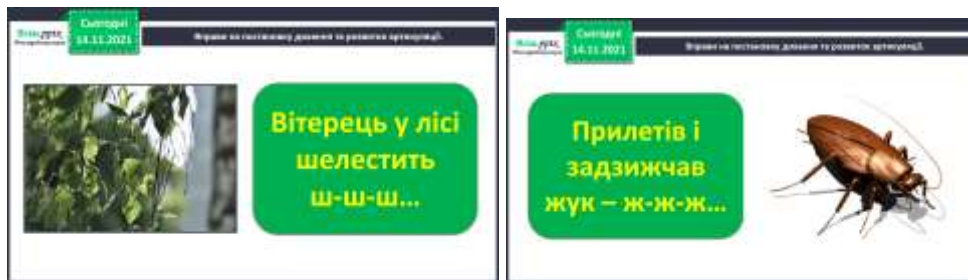 Сьогодні
14.11.2021
Вправи на постановку дихання та розвиток артикуляції.
Вітерець у лісі
шелестить
ш-ш-ш...
Сьогодні
14.11.2021
Вправи на постановку дихання та розвиток артикуляції.
Прилетів і
задзижчав
жук – ж-ж-ж...